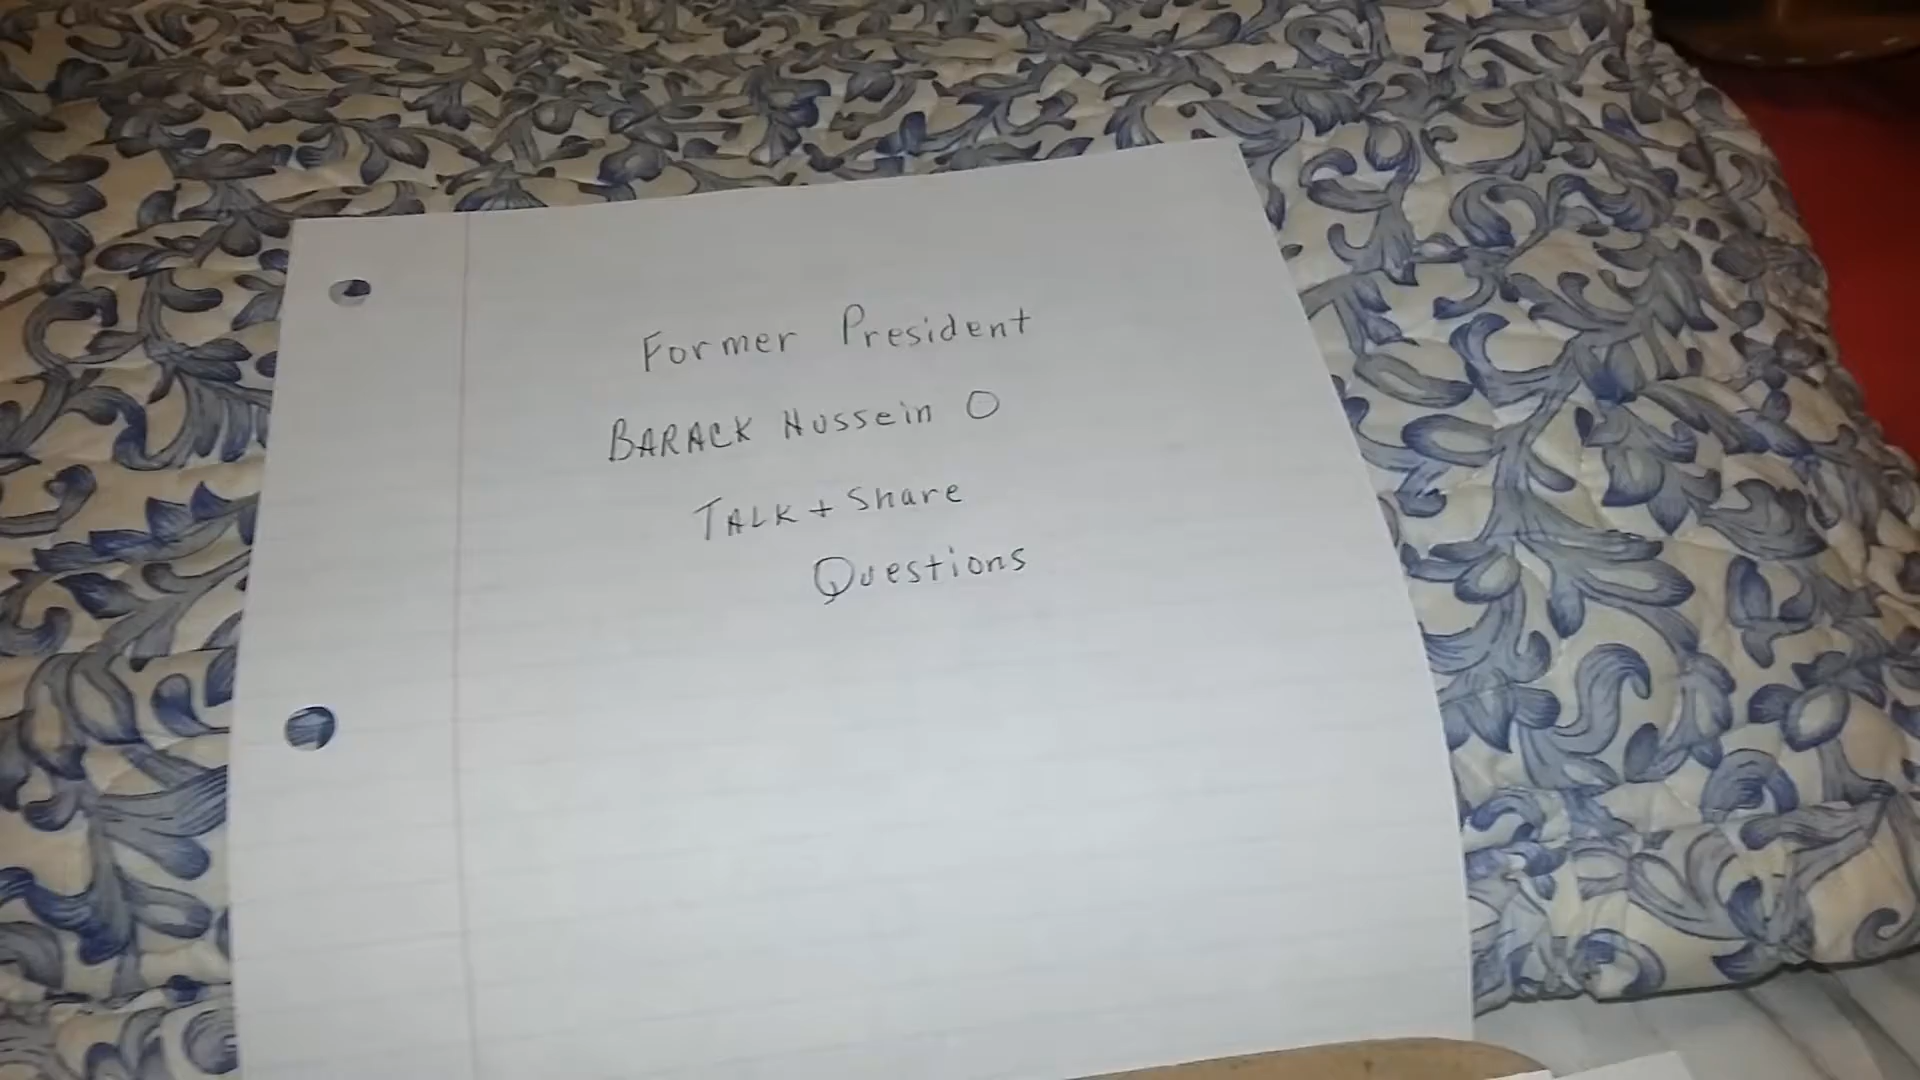 Former President
BARACK Hussein O
TALK + Share
Questions